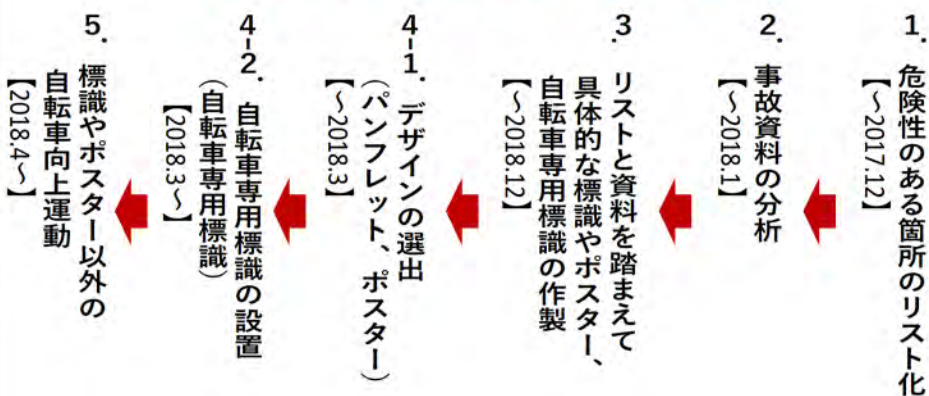 1. 危険性のある箇所のリスト化
【～2017.12】
2. 事故資料の分析
【～2018.1】
3. リストと資料を踏まえて
具体的な標識やポスター、
自転車専用標識の作製
【～2018.12】
4-1. デザインの選出
（パンフレット、ポスター）
【～2018.3】
4-2. 自転車専用標識の設置
（自転車専用標識）
【2018.3～】
5. 標識やポスター以外の
自転車向上運動
【2018.4～】